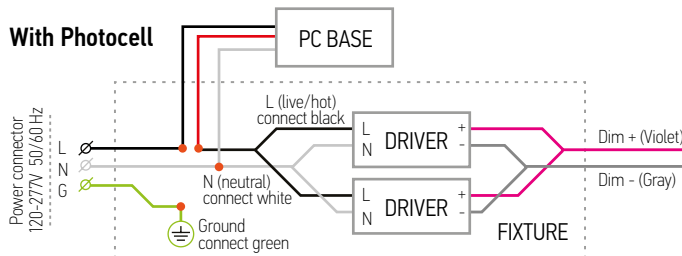 With Photocell
PC BASE
L (live/hot)
connect black
Power connector
120-277V 50/60 Hz
L
N
G
L
N
DRIVER
+
-
Dim + (Violet)
Dim - (Gray)
N (neutral)
connect white
L
N
DRIVER
+
-
Ground
connect green
FIXTURE